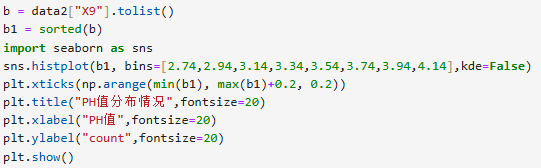 b = data2["X9"].tolist()
b1 = sorted(b)
import seaborn as sns
sns.histplot(b1, bins=[2.74,2.94,3.14,3.34,3.54,3.74,3.94,4.14],kde=False)
plt.xticks(np.arange(min(b1), max(b1)+0.2, 0.2))
plt.title("PH值分布情况",fontsize=20)
plt.xlabel("PH值",fontsize=20)
plt.ylabel("count",fontsize=20)
plt.show()